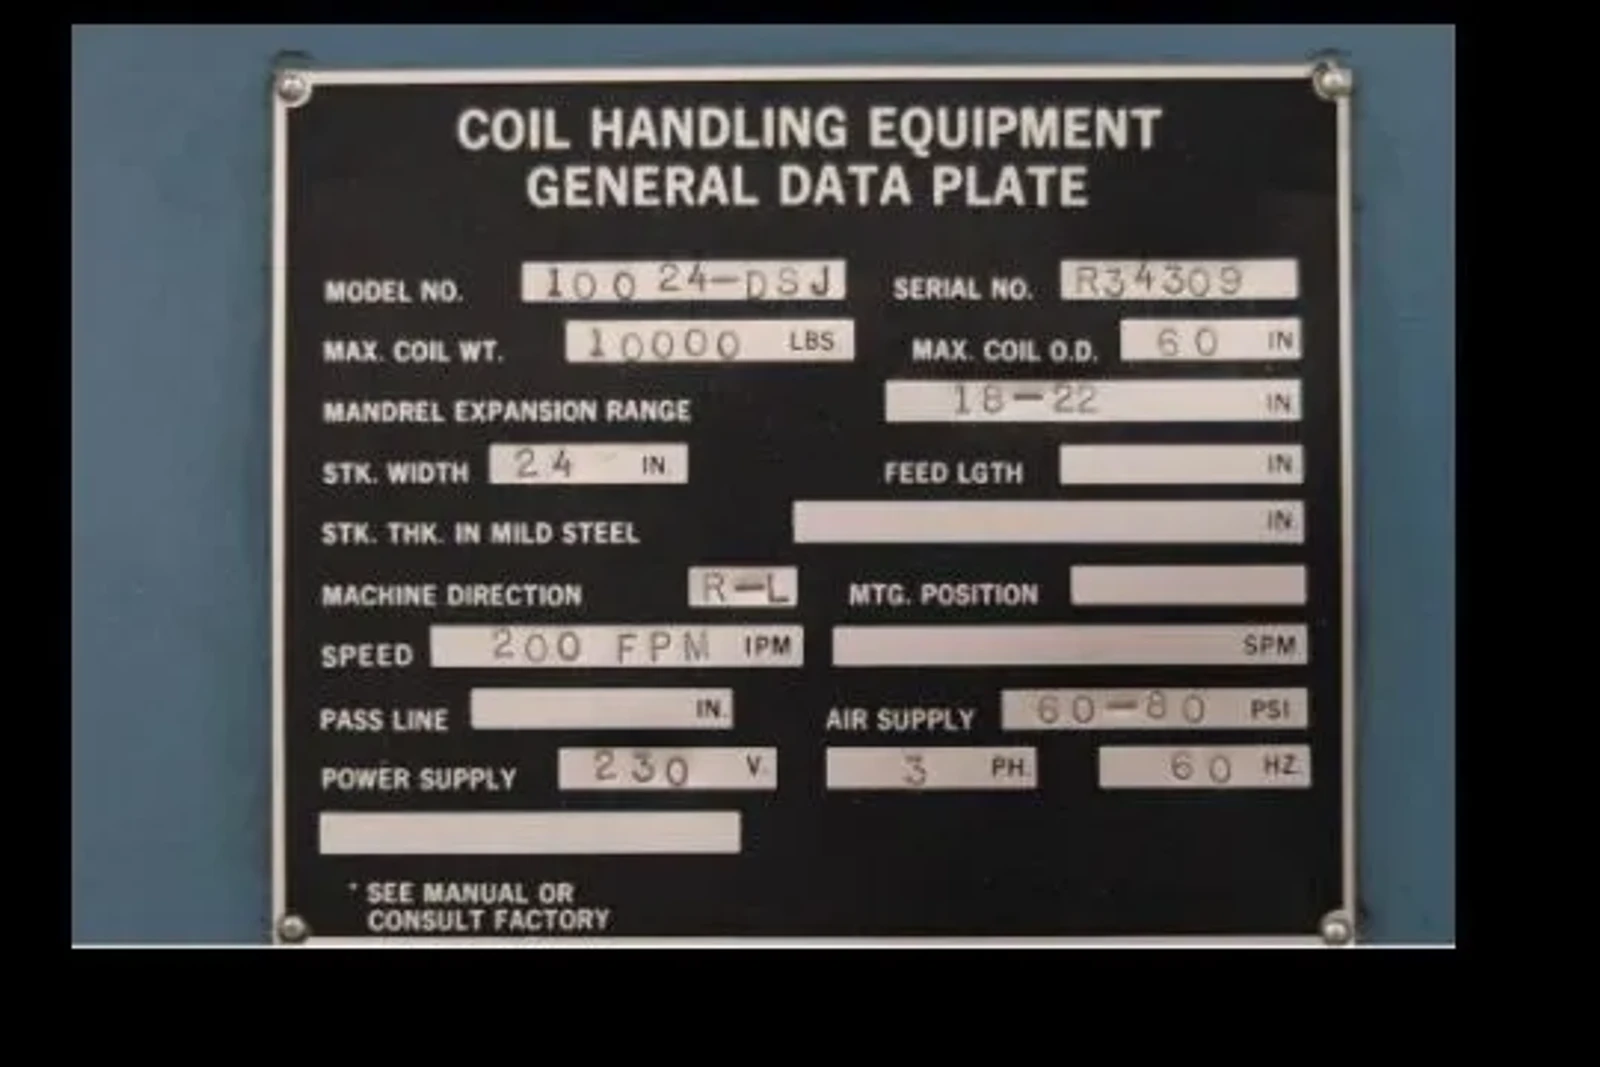 COIL HANDLING EQUIPMENT
GENERAL DATA PLATE
MODEL NO. 10024-DSJ SERIAL NO. R34309
MAX. COIL WT. 10000 LBS MAX. COIL O.D. 60 IN
MANDREL EXPANSION RANGE 18-22 IN
STK. WIDTH 24 IN FEED LGTH IN.
STK. THK. IN MILD STEEL IN.
MACHINE DIRECTION R-L MTG. POSITION
SPEED 200 FPM IPM SPM
PASS LINE IN. AIR SUPPLY 60-80 PSI
POWER SUPPLY 230 V. 3 PH. 60 HZ.
* SEE MANUAL OR
CONSULT FACTORY